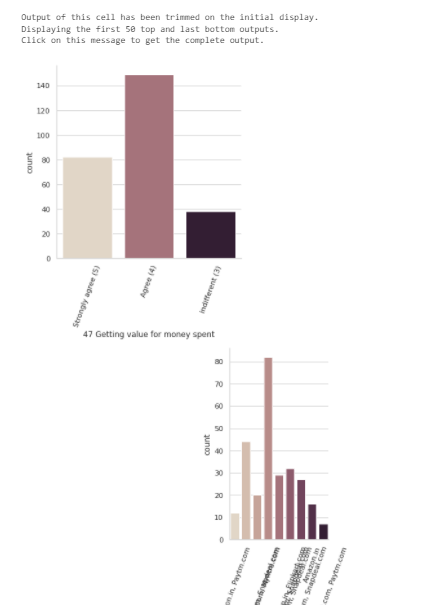 Output of this cell has been trimmed on the initial display.
Displaying the first 50 top and last bottom outputs.
Click on this message to get the complete output.
140
120
100
80
60
40
20
0
count
Strongly agree (5)
Agree (4)
Indifferent (3)
47 Getting value for money spent
80
70
60
50
40
30
20
10
0
count
on.in, Paytm.com
Amazon.in
Snapdeal.com
.com, Paytm.com